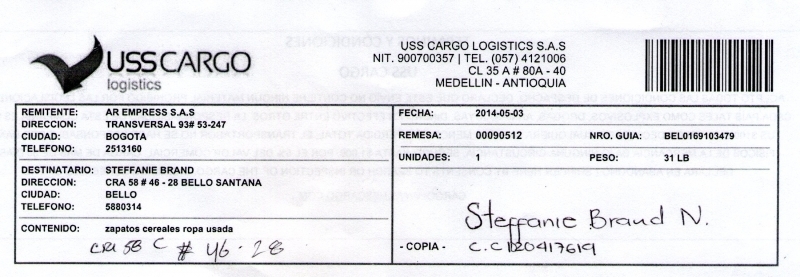 USSCARGO
logistics
USS CARGO LOGISTICS S.A.S
NIT. 900700357 | TEL. (057) 4121006
CL 35 A # 80A - 40
MEDELLIN - ANTIOQUIA
REMITENTE: AR EMPRESS S.A.S
DIRECCION: TRANSVERSAL 93# 53-247
CIUDAD: BOGOTA
TELEFONO: 2513160
DESTINATARIO: STEFFANIE BRAND
DIRECCION: CRA 58 # 46 - 28 BELLO SANTANA
CIUDAD: BELLO
TELEFONO: 5880314
CONTENIDO: zapatos cereales ropa usada
CRA 58 C # 46 - 28
FECHA: 2014-05-03
REMESA: 00090512 NRO. GUIA: BEL0169103479
UNIDADES: 1 PESO: 31 LB
Steffanie Brand N.
- COPIA - C.C 1120417619